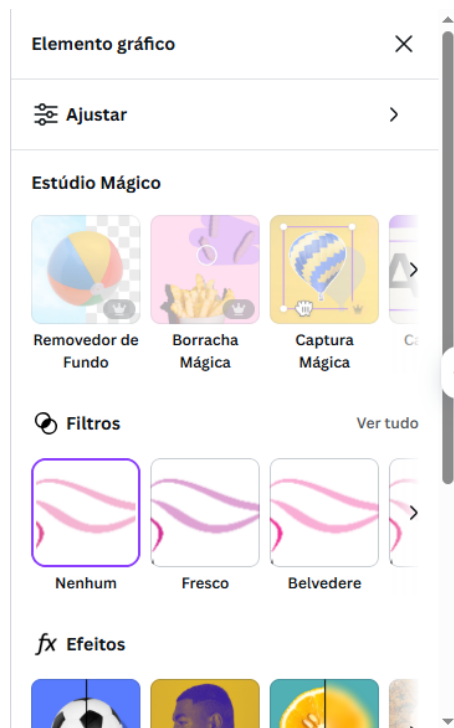 Elemento gráfico
Ajustar
Estúdio Mágico
Removedor de
Fundo
Borracha
Mágica
Captura
Mágica
Filtros
Ver tudo
Nenhum
Fresco
Belvedere
fx Efeitos